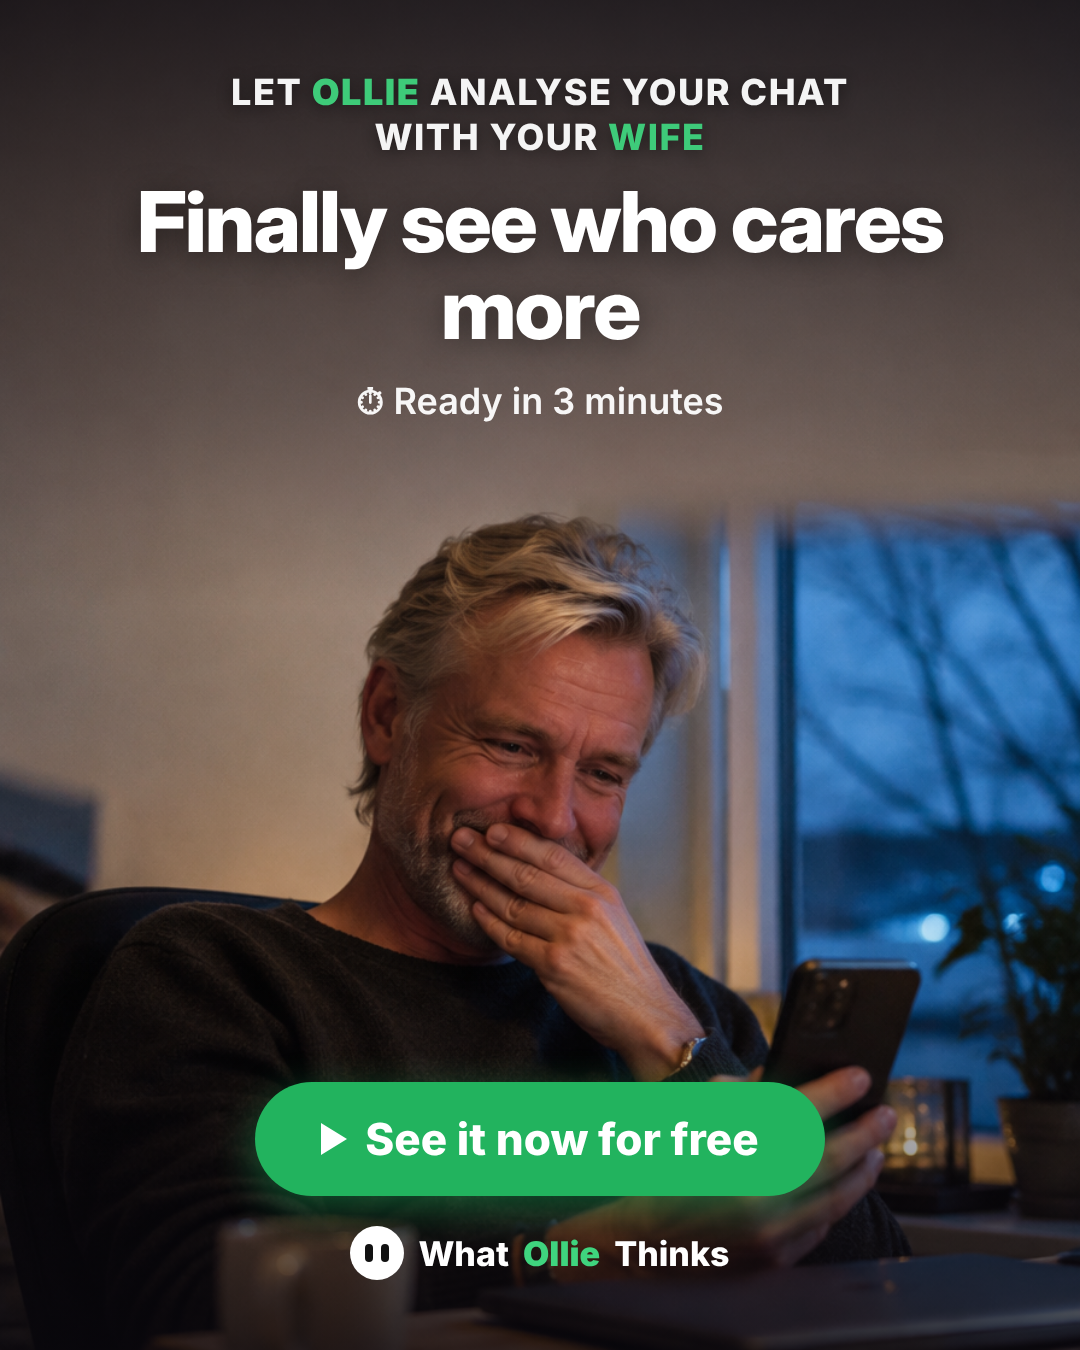 LET OLLIE ANALYSE YOUR CHAT
WITH YOUR WIFE
Finally see who cares
more
⏱ Ready in 3 minutes
▶ See it now for free
What Ollie Thinks